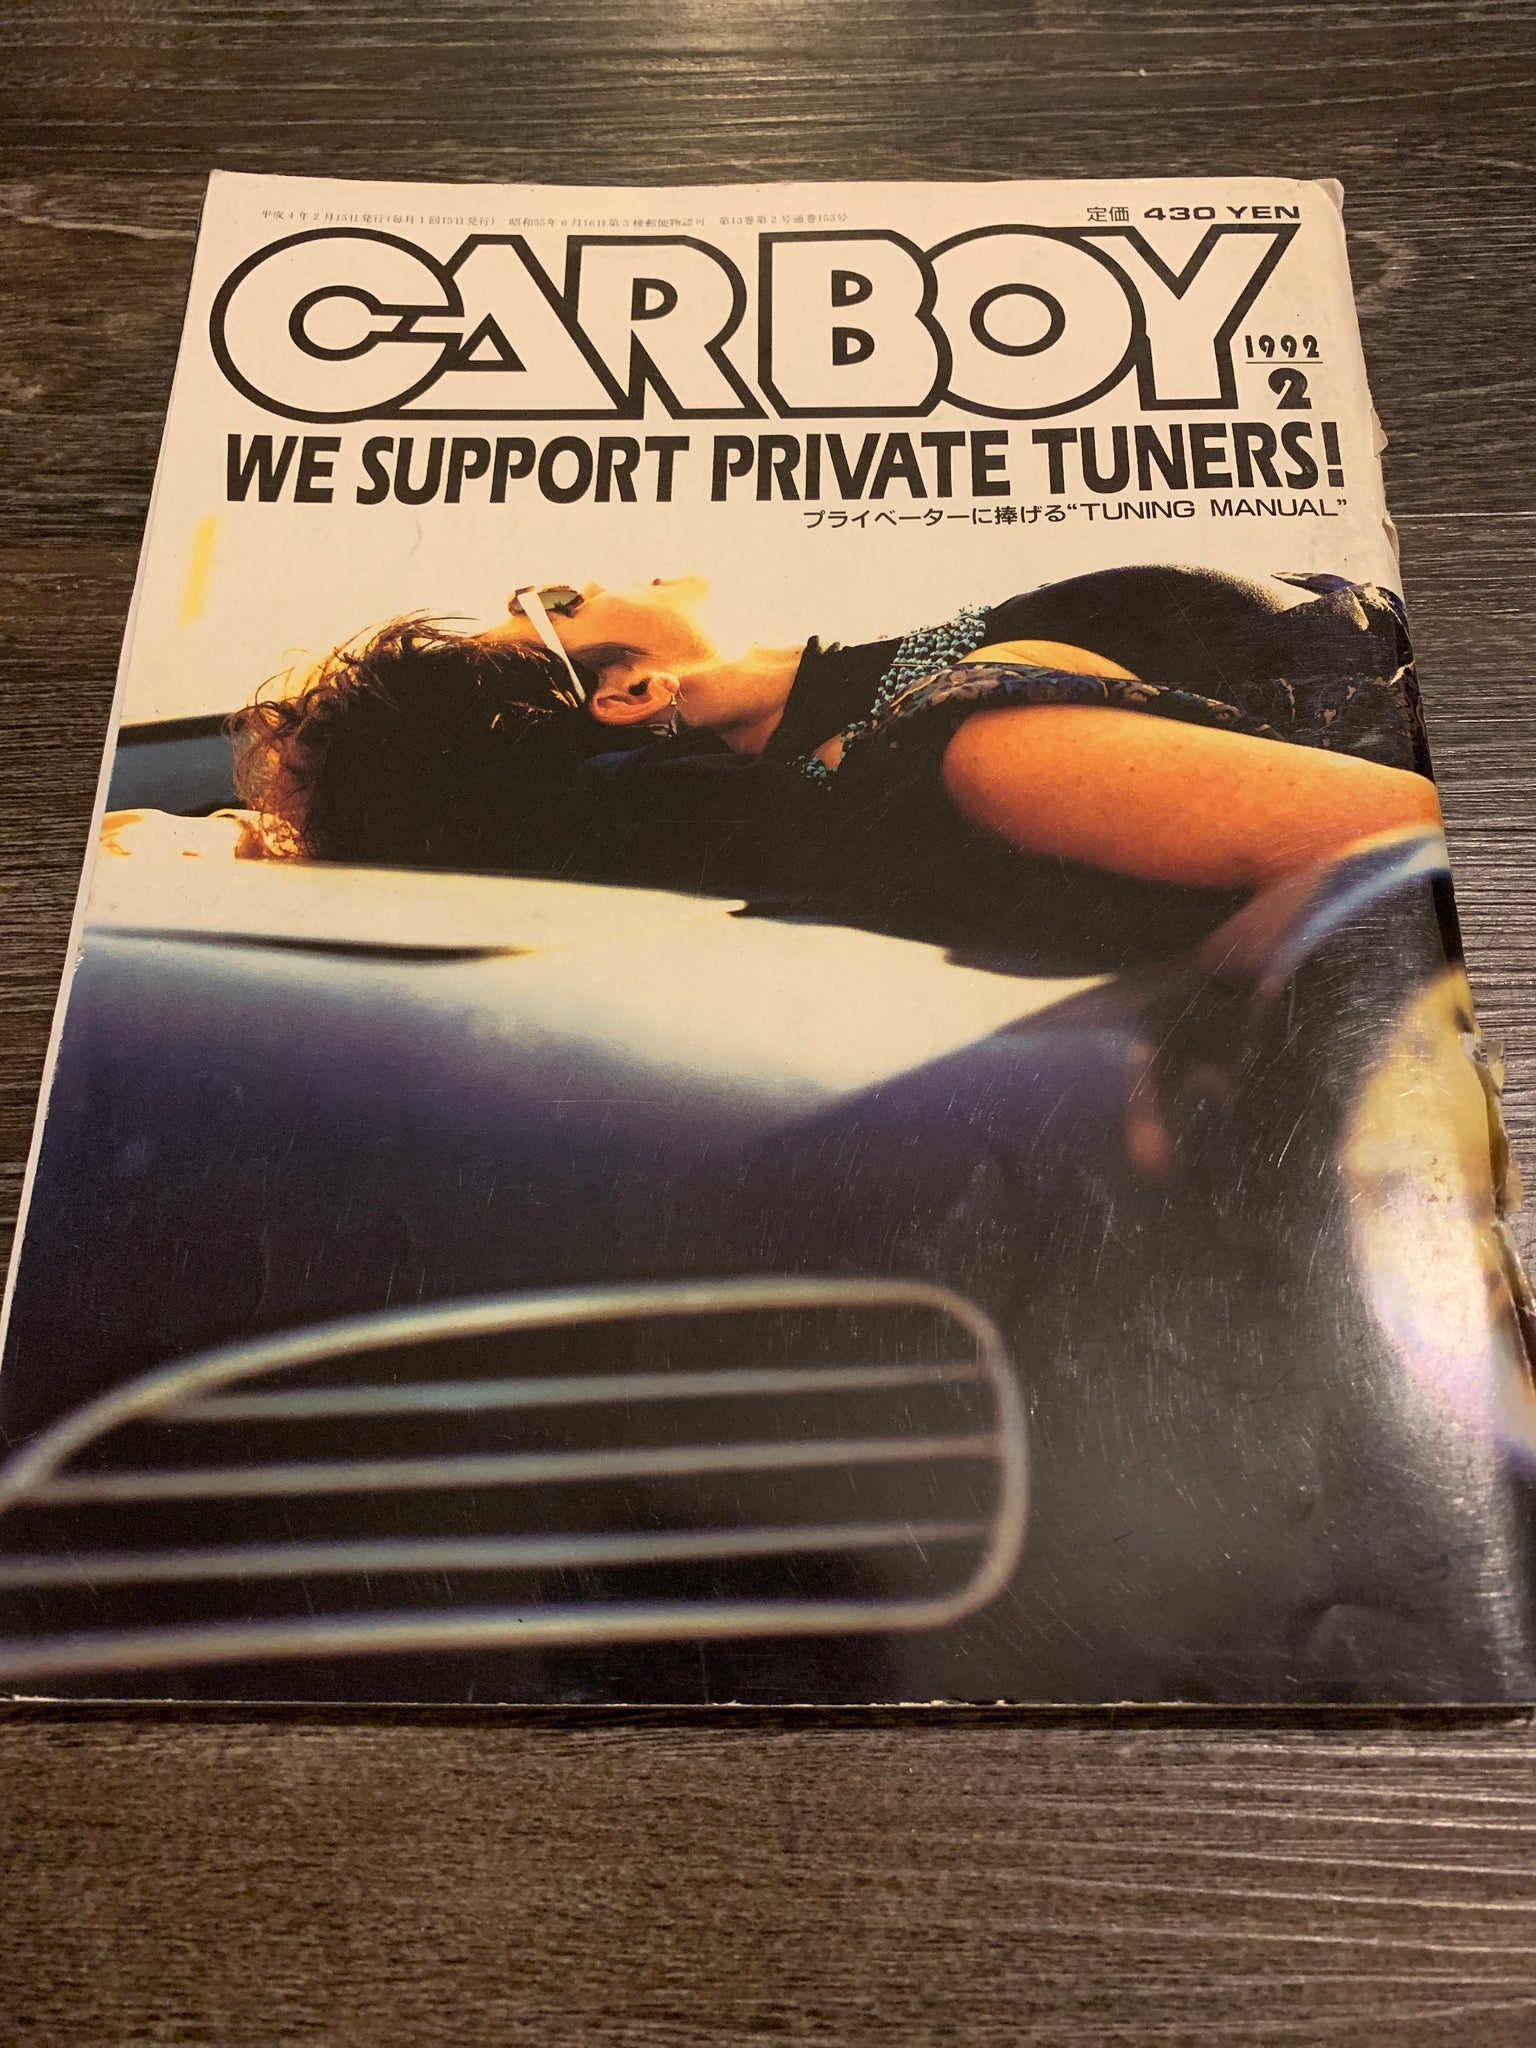 平成4年2月15日発行(毎月1回15日発行) 昭和55年6月16日第3種郵便物認可 第13巻第2号通巻153号
定価 430 YEN
CARBOY
1992
2
WE SUPPORT PRIVATE TUNERS!
プライベーターに捧げる“TUNING MANUAL”